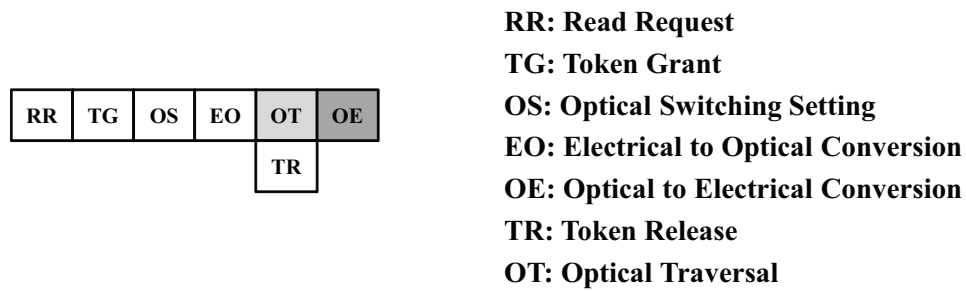 RR TG OS EO OT OE
TR
RR: Read Request
TG: Token Grant
OS: Optical Switching Setting
EO: Electrical to Optical Conversion
OE: Optical to Electrical Conversion
TR: Token Release
OT: Optical Traversal